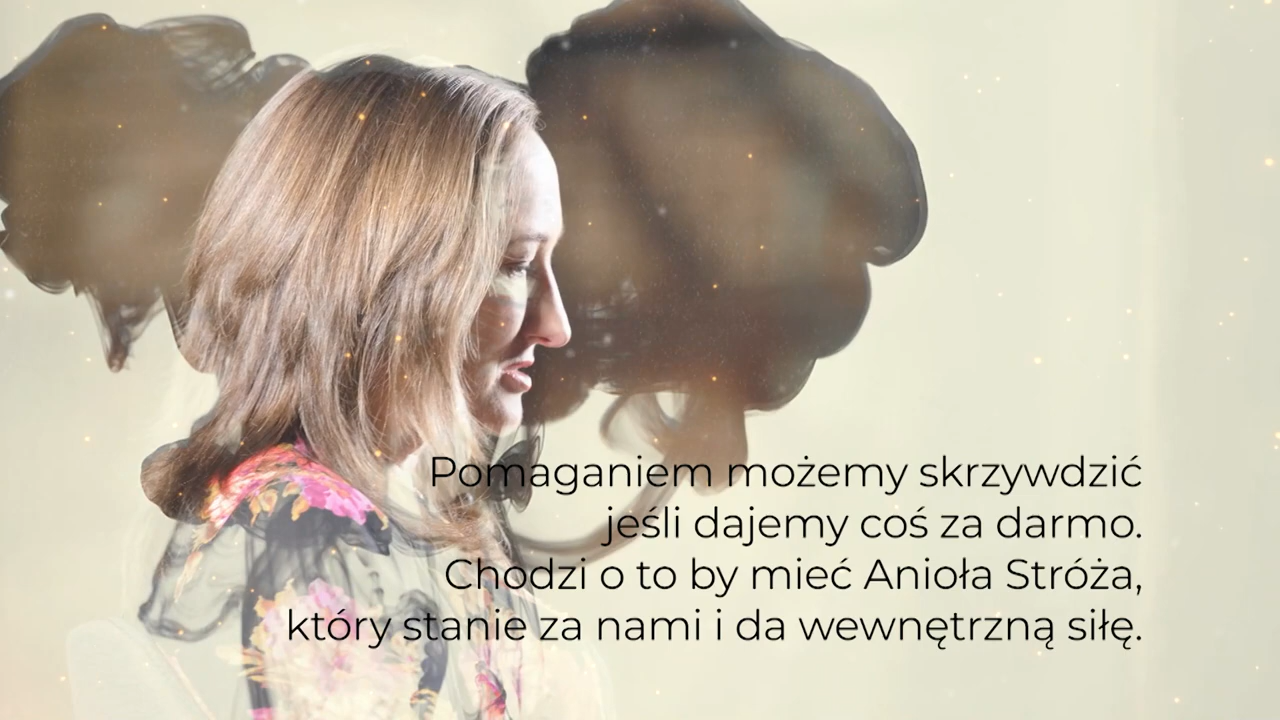 Pomaganiem możemy skrzywdzić
jeśli dajemy coś za darmo.
Chodzi o to by mieć Anioła Stróża,
który stanie za nami i da wewnętrzną siłę.